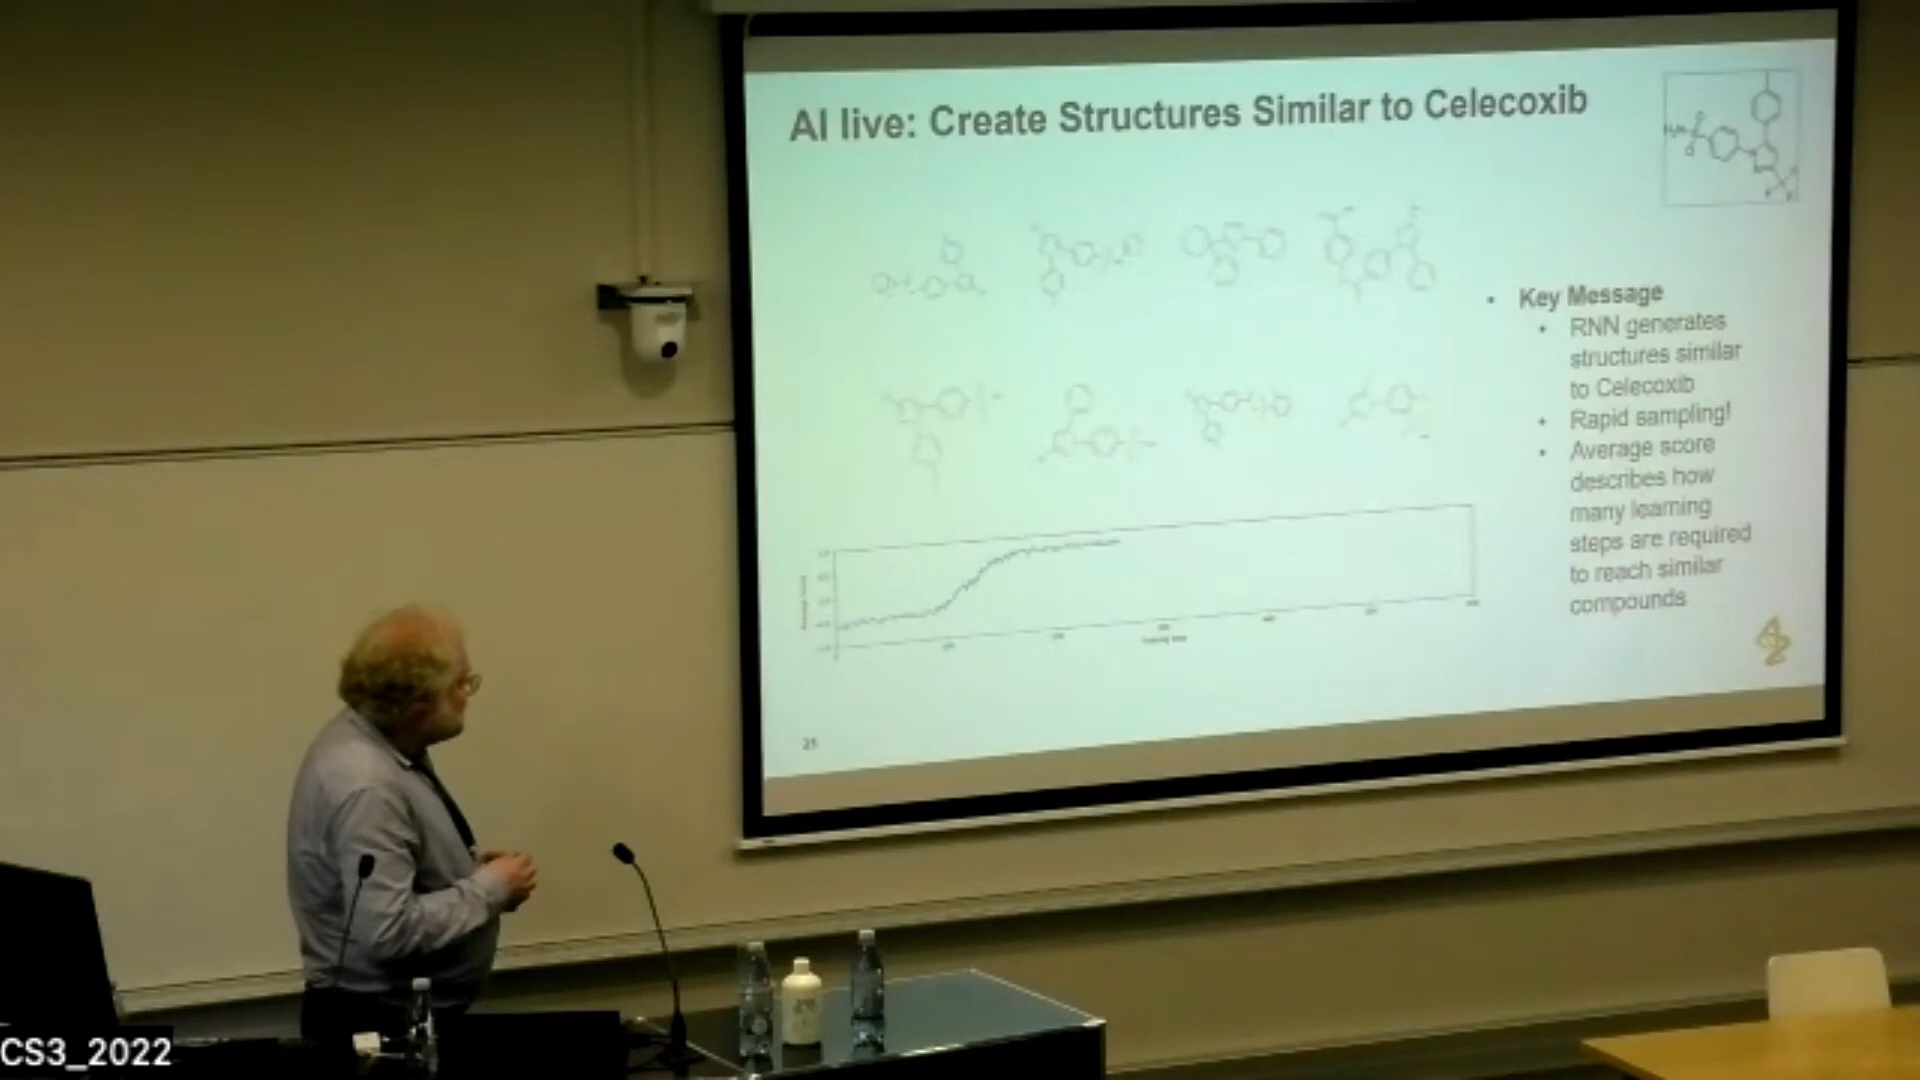 AI live: Create Structures Similar to Celecoxib
• Key Message
• RNN generates
structures similar
to Celecoxib
• Rapid sampling!
• Average score
describes how
many learning
steps are required
to reach similar
compounds
21
CS3_2022